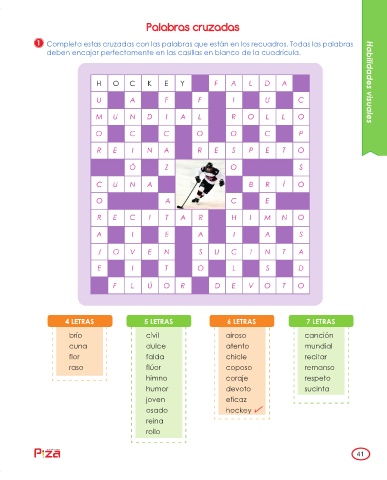 Palabras cruzadas
1 Completa estas cruzadas con las palabras que están en los recuadros. Todas las palabras
deben encajar perfectamente en las casillas en blanco de la cuadrícula.
Habilidades visuales
H O C K E Y F A L D A
U A F F I U C
M U N D I A L R O L L O
O C C O O C P
R E I N A R E S P E T O
Ó Z O S
C U N A B R Í O
O A C E
R E C I T A R H I M N O
A I E A I A S
J O V E N S U C I N T A
E I T O L S D
F L Ú O R D E V O T O
4 LETRAS
brío
cuna
flor
raso
5 LETRAS
civil
dulce
falda
flúor
himno
humor
joven
osado
reina
rollo
6 LETRAS
airoso
atento
chicle
coposo
coraje
devoto
eficaz
hockey
7 LETRAS
canción
mundial
recitar
remanso
respeto
sucinta
Piza
41